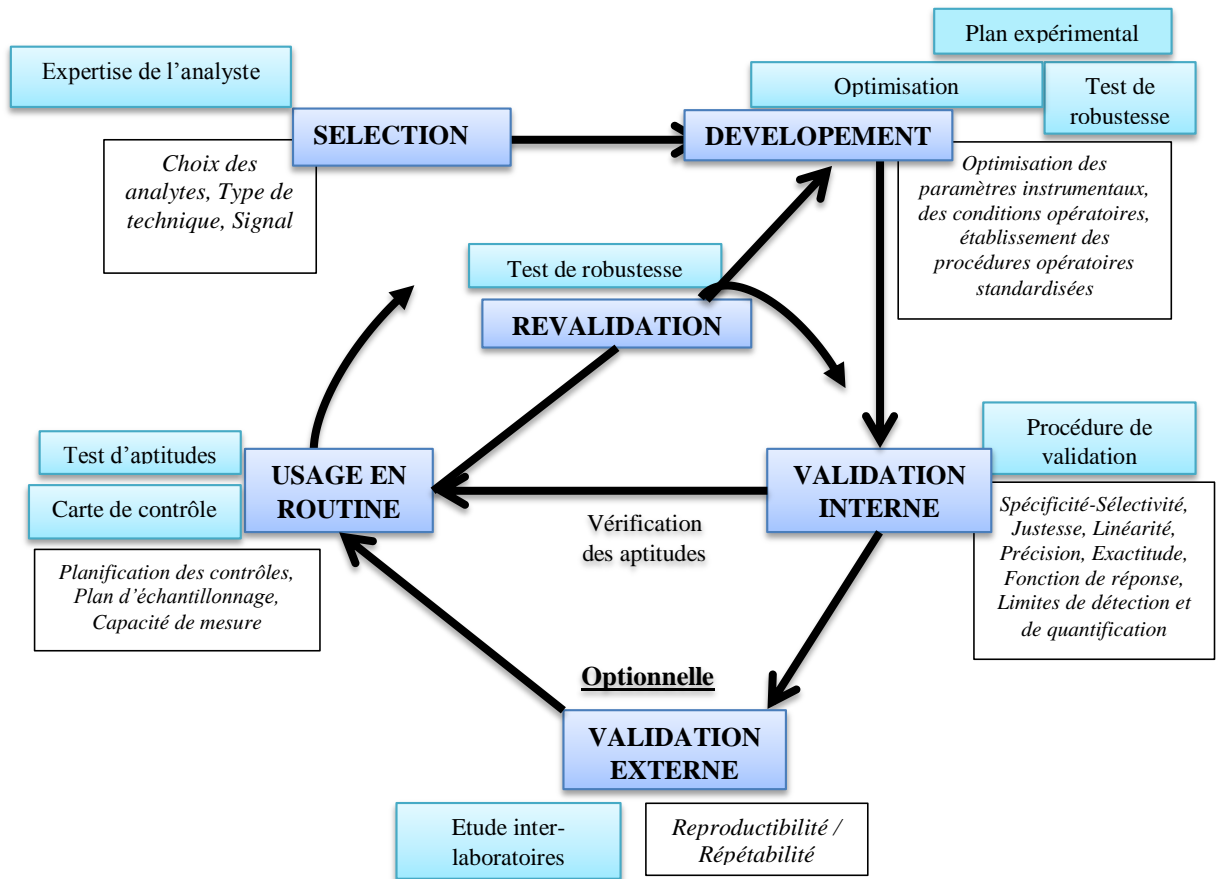 Plan expérimental
Expertise de l’analyste
Optimisation
Test de
robustesse
SELECTION
DEVELOPEMENT
Choix des
analytes, Type de
technique, Signal
Optimisation des
paramètres instrumentaux,
des conditions opératoires,
établissement des
procédures opératoires
standardisées
Test de robustesse
REVALIDATION
Test d’aptitudes
Carte de contrôle
USAGE EN
ROUTINE
Planification des contrôles,
Plan d’échantillonnage,
Capacité de mesure
Vérification
des aptitudes
VALIDATION
INTERNE
Procédure de
validation
Spécificité-Sélectivité,
Justesse, Linéarité,
Précision, Exactitude,
Fonction de réponse,
Limites de détection et
de quantification
Optionnelle
VALIDATION
EXTERNE
Etude inter-
laboratoires
Reproductibilité /
Répétabilité